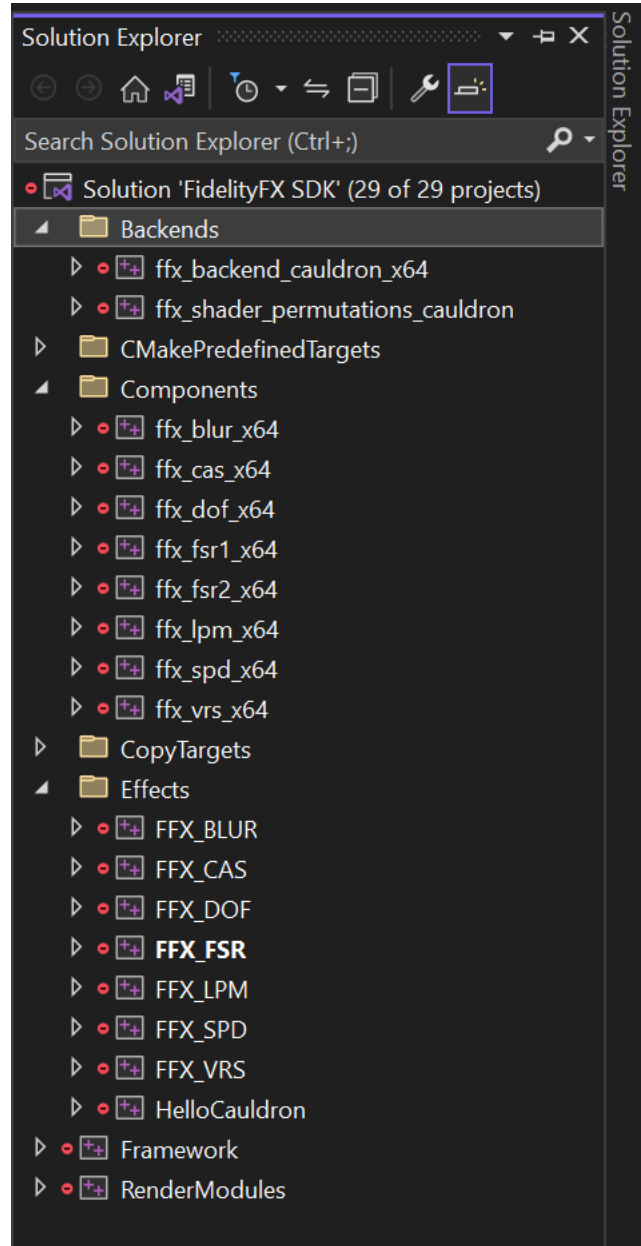 Solution Explorer
Search Solution Explorer (Ctrl+;)
Solution 'FidelityFX SDK' (29 of 29 projects)
Backends
ffx_backend_cauldron_x64
ffx_shader_permutations_cauldron
CMakePredefinedTargets
Components
ffx_blur_x64
ffx_cas_x64
ffx_dof_x64
ffx_fsr1_x64
ffx_fsr2_x64
ffx_lpm_x64
ffx_spd_x64
ffx_vrs_x64
CopyTargets
Effects
FFX_BLUR
FFX_CAS
FFX_DOF
FFX_FSR
FFX_LPM
FFX_SPD
FFX_VRS
HelloCauldron
Framework
RenderModules
Solution Explorer